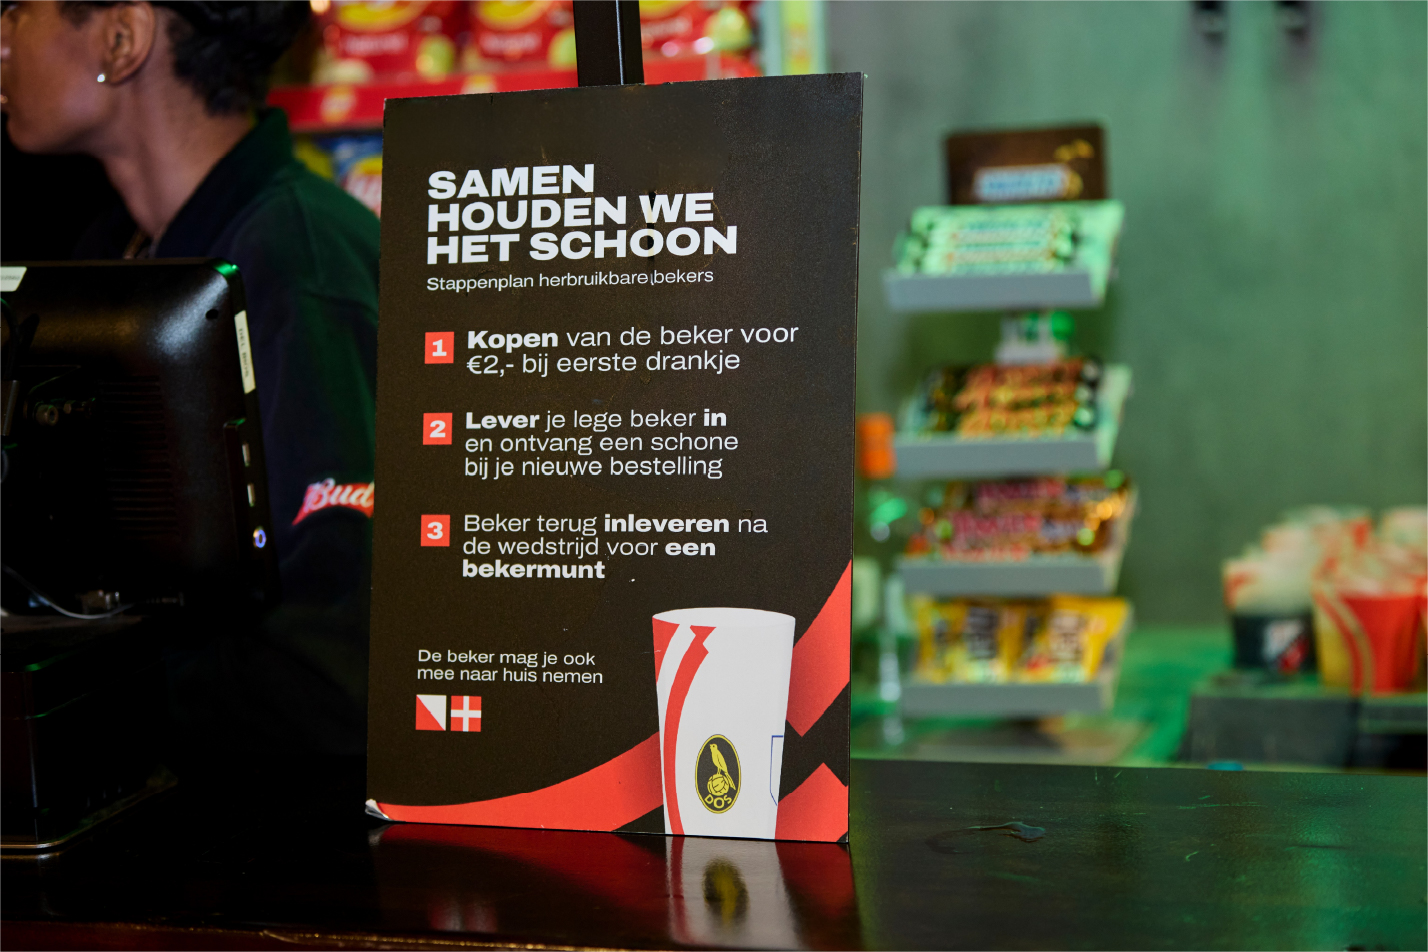 SAMEN
HOUDEN WE
HET SCHOON
Stappenplan herbruikbare bekers
1 Kopen van de beker voor
€2,- bij eerste drankje
2 Lever je lege beker in
en ontvang een schone
bij je nieuwe bestelling
3 Beker terug inleveren na
de wedstrijd voor een
bekermunt
De beker mag je ook
mee naar huis nemen
DOS
Bud